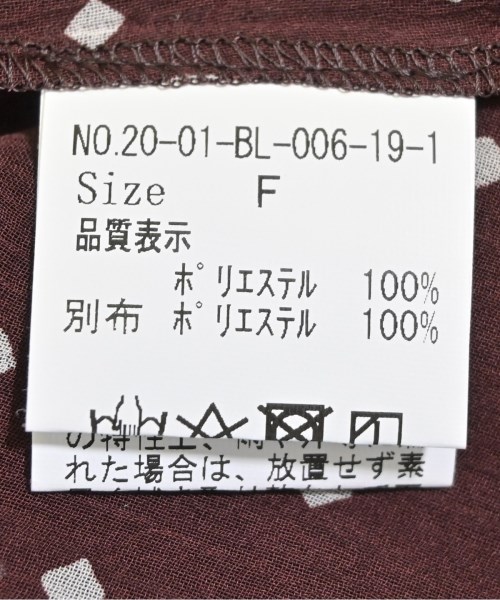 NO.20-01-BL-006-19-1
Size F
品質表示
ポリエステル 100%
別布 ポリエステル 100%
れた場合は、放置せず素